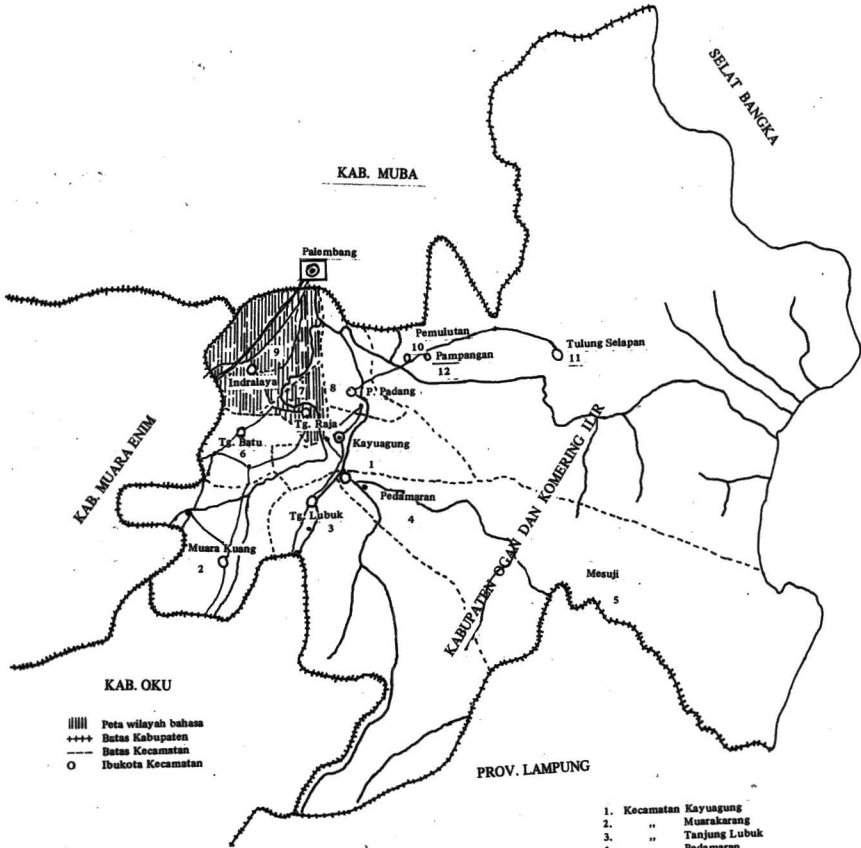 SELAT BANGKA
KAB. MUBA
Palembang
Pemulutan
10
Pampangan
12
Tulung Selapan
11
9
Indralaya
7
8
P. Padang
Tg. Raja
Tg. Batu
6
Kayuagung
1
KAB. MUARA ENIM
Pedamaran
4
Tg. Lubuk
3
Muara Kuang
2
KABUPATEN OGAN DAN KOMERING ILIR
Mesuji
5
KAB. OKU
Peta wilayah bahasa
Batas Kabupaten
Batas Kecamatan
Ibukota Kecamatan
PROV. LAMPUNG
1. Kecamatan Kayuagung
2. ,, Muarakarang
3. ,, Tanjung Lubuk